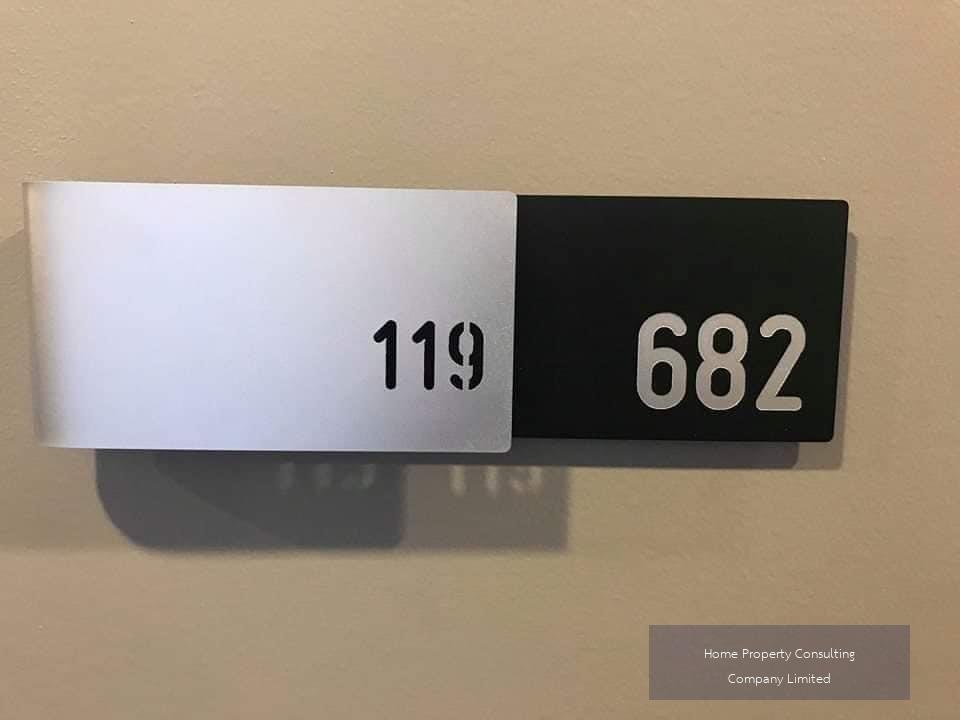 119 682
Home Property Consulting
Company Limited